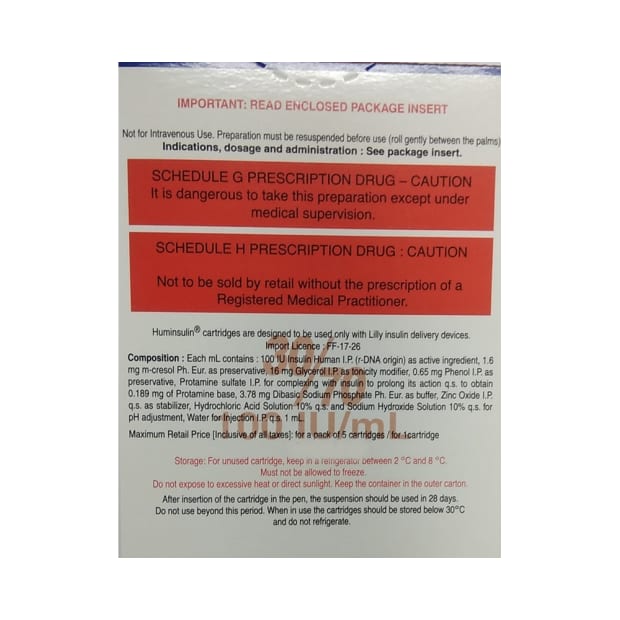 IMPORTANT: READ ENCLOSED PACKAGE INSERT
Not for Intravenous Use. Preparation must be resuspended before use (roll gently between the palms)
Indications, dosage and administration : See package insert.
SCHEDULE G PRESCRIPTION DRUG – CAUTION
It is dangerous to take this preparation except under
medical supervision.
SCHEDULE H PRESCRIPTION DRUG : CAUTION
Not to be sold by retail without the prescription of a
Registered Medical Practitioner.
Huminsulin® cartridges are designed to be used only with Lilly insulin delivery devices.
Import Licence : FF-17-26
30/70
100 IU/mL
Composition : Each mL contains : 100 IU Insulin Human I.P. (r-DNA origin) as active ingredient, 1.6
mg m-cresol Ph. Eur. as preservative, 16 mg Glycerol I.P. as tonicity modifier, 0.65 mg Phenol I.P. as
preservative, Protamine sulfate I.P. for complexing with insulin to prolong its action q.s. to obtain
0.189 mg of Protamine base, 3.78 mg Dibasic Sodium Phosphate Ph. Eur. as buffer, Zinc Oxide I.P.
q.s. as stabilizer, Hydrochloric Acid Solution 10% q.s. and Sodium Hydroxide Solution 10% q.s. for
pH adjustment, Water for Injection I.P. q.s. 1 mL
Maximum Retail Price [Inclusive of all taxes]: for a pack of 5 cartridges / for 1cartridge
Storage: For unused cartridge, keep in a refrigerator between 2 °C and 8 °C.
Must not be allowed to freeze.
Do not expose to excessive heat or direct sunlight. Keep the container in the outer carton.
After insertion of the cartridge in the pen, the suspension should be used in 28 days.
Do not use beyond this period. When in use the cartridges should be stored below 30°C
and do not refrigerate.